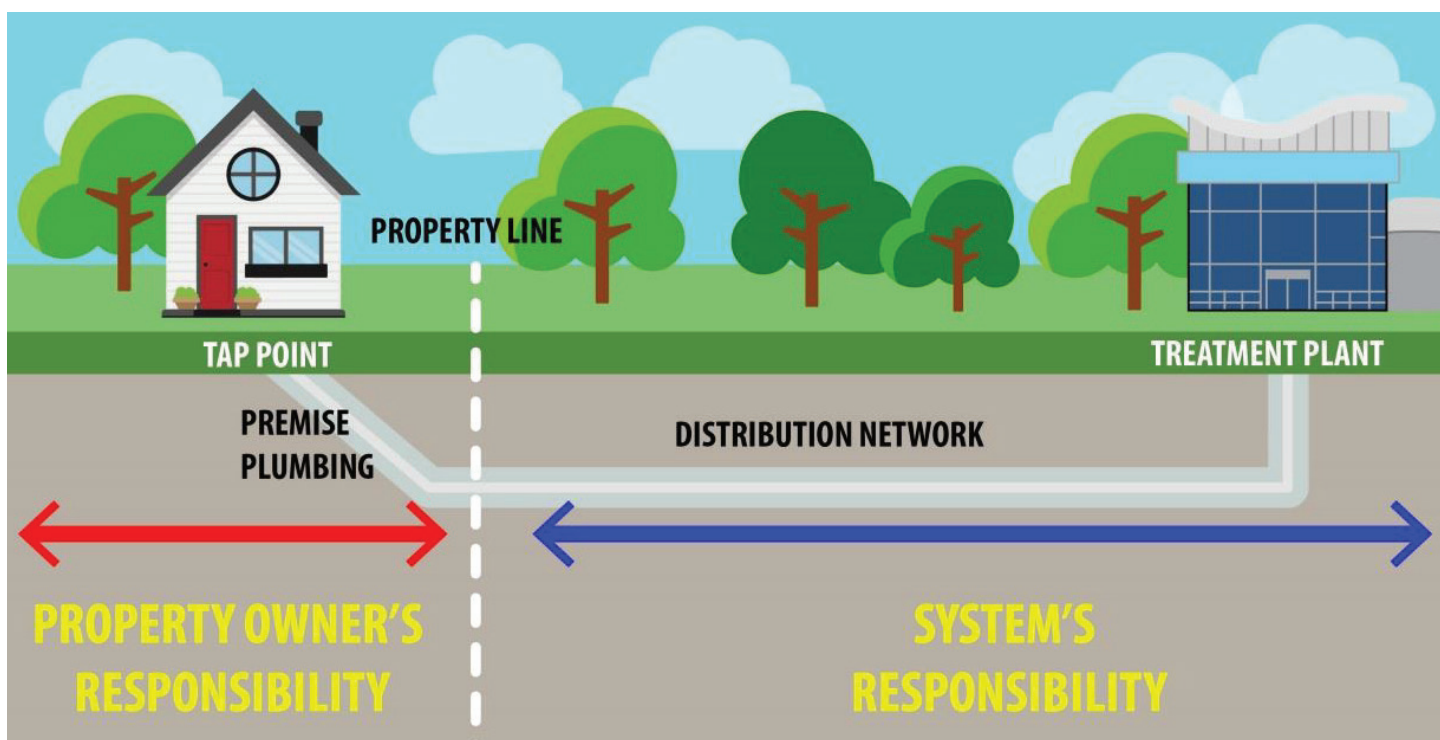 PROPERTY LINE
TAP POINT
TREATMENT PLANT
PREMISE
PLUMBING
DISTRIBUTION NETWORK
PROPERTY OWNER'S
RESPONSIBILITY
SYSTEM'S
RESPONSIBILITY